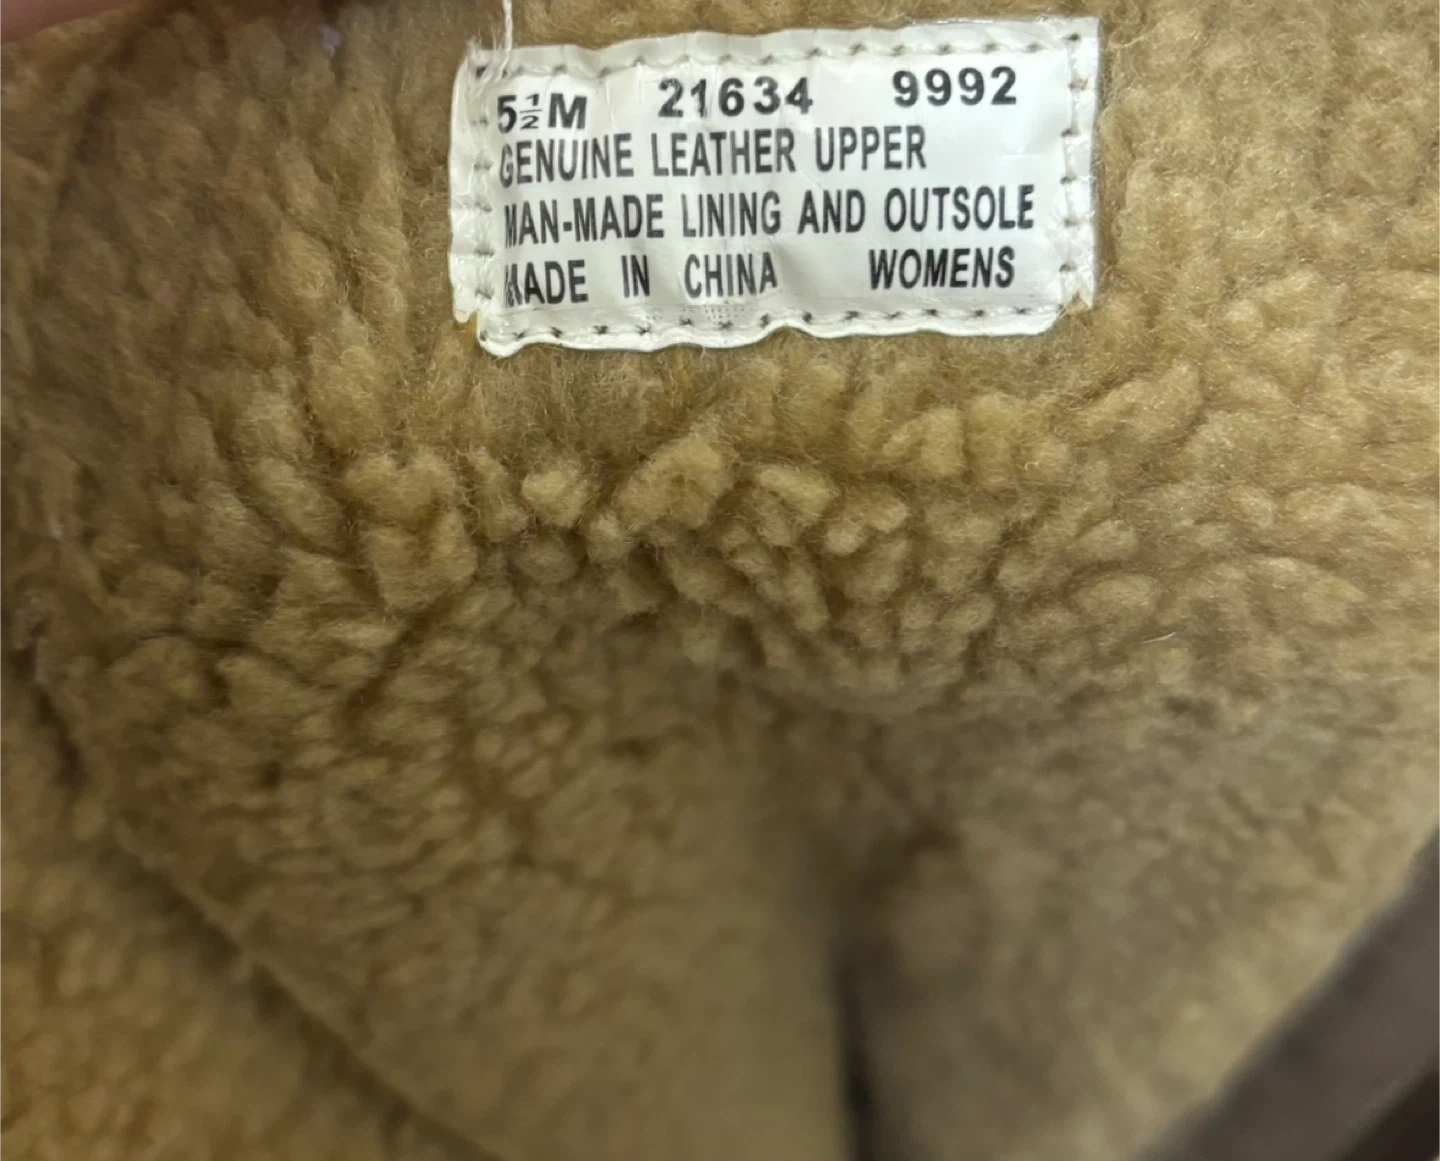 5½M 21634 9992
GENUINE LEATHER UPPER
MAN-MADE LINING AND OUTSOLE
MADE IN CHINA WOMENS